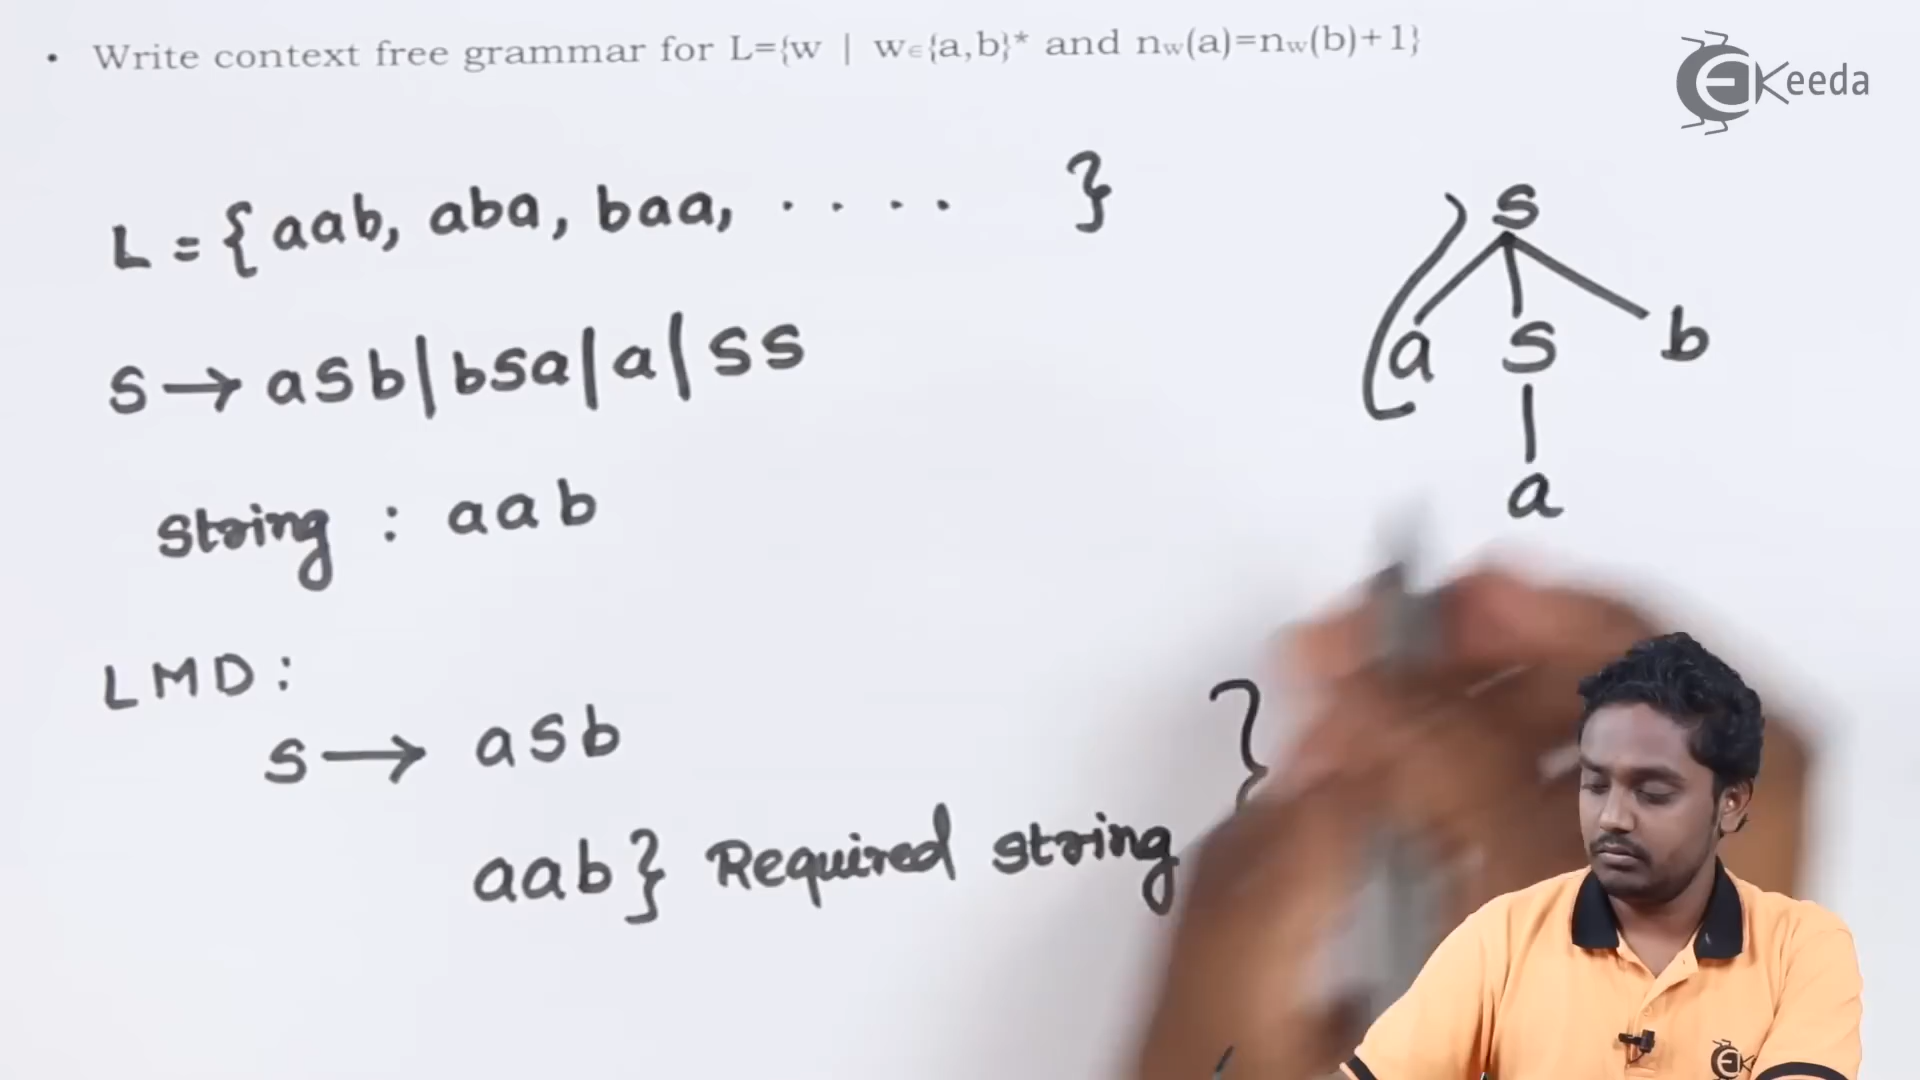 • Write context free grammar for L={w | w∈{a,b}* and nw(a)=nw(b)+1}
Keeda
L = { aab, aba, baa, . . . . }
S → aSb | bSa | a | SS
String : aab
LMD :
S → aSb
aab } Required string }
S
a S b
a